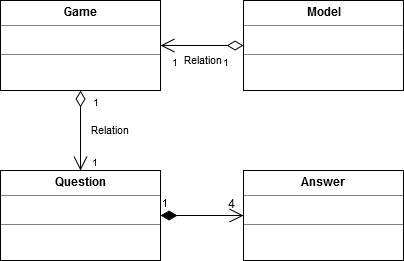 Game
Model
1
Relation
1
1
Relation
1
Question
Answer
1
4